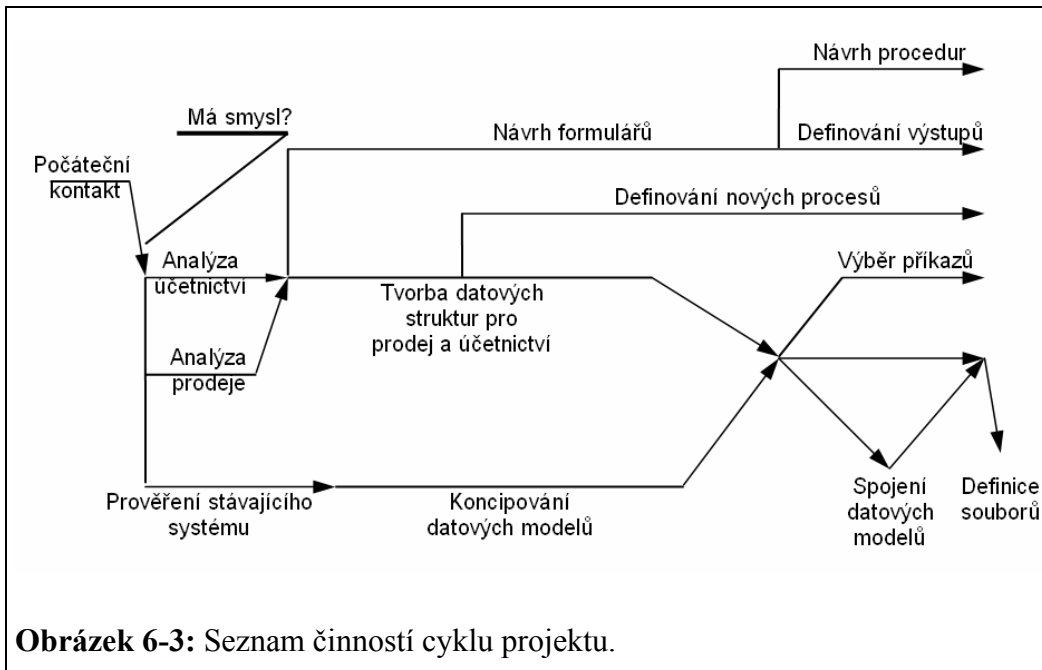 Návrh procedur
Má smysl?
Návrh formulářů
Definování výstupů
Počáteční
kontakt
Definování nových procesů
Analýza
účetnictví
Výběr příkazů
Tvorba datových
struktur pro
prodej a účetnictví
Analýza
prodeje
Prověření stávajícího
systému
Koncipování
datových modelů
Spojení
datových
modelů
Definice
souborů
Obrázek 6-3: Seznam činností cyklu projektu.